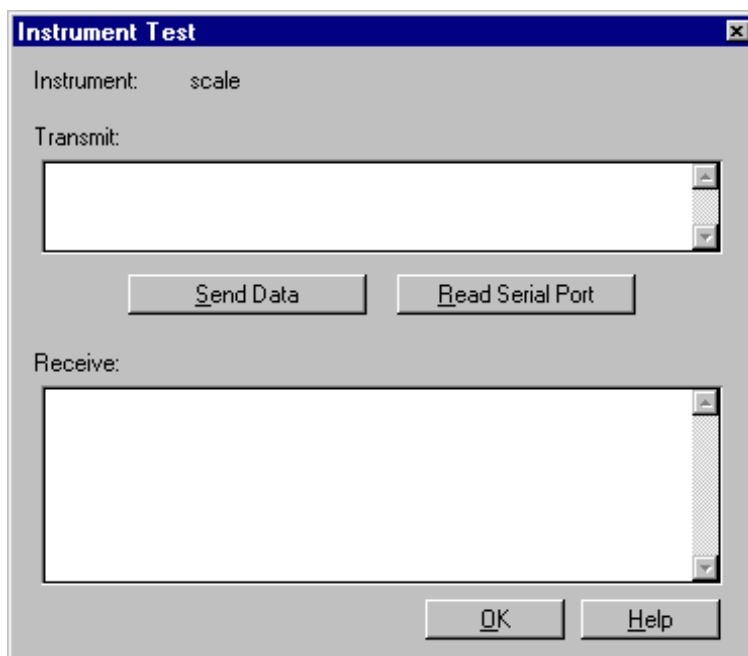 Instrument Test
Instrument: scale
Transmit:
Send Data Read Serial Port
Receive:
OK Help